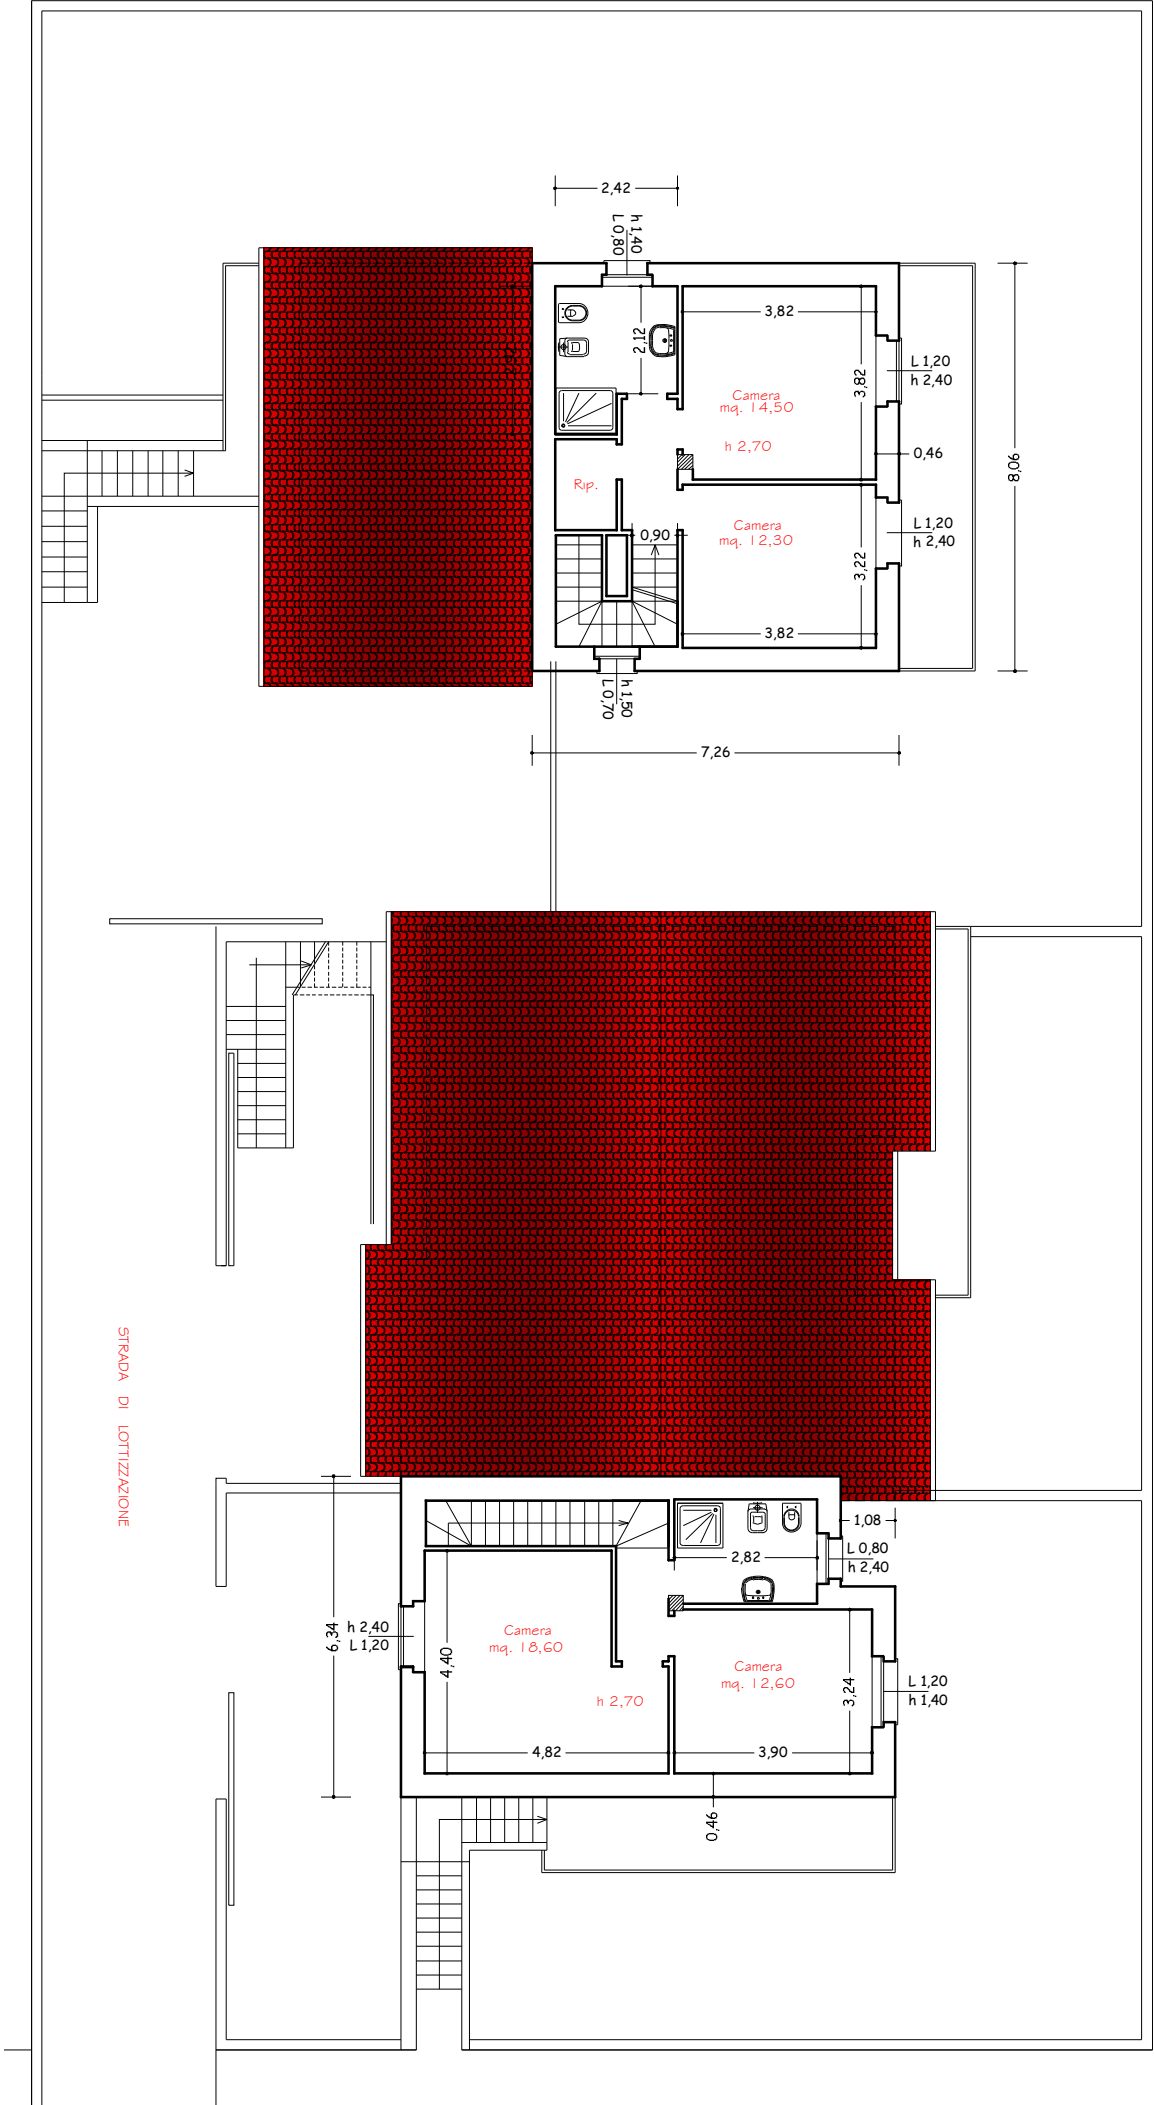 2,42
h 1,40
L 0,80
3,82
2,12
3,82
L 1,20
h 2,40
Camera
mq. 14,50
h 2,70
0,46
8,06
Rip.
Camera
mq. 12,30
L 1,20
h 2,40
0,90
3,22
3,82
h 1,50
L 0,70
7,26
STRADA DI LOTTIZZAZIONE
1,08
2,82
L 0,80
h 2,40
6,34
h 2,40
L 1,20
Camera
mq. 18,60
4,40
Camera
mq. 12,60
3,24
L 1,20
h 1,40
h 2,70
4,82
3,90
0,46